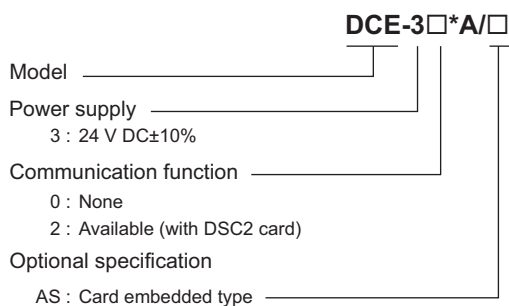 DCE-3□*A/□
Model
Power supply
3 : 24 V DC±10%
Communication function
0 : None
2 : Available (with DSC2 card)
Optional specification
AS : Card embedded type